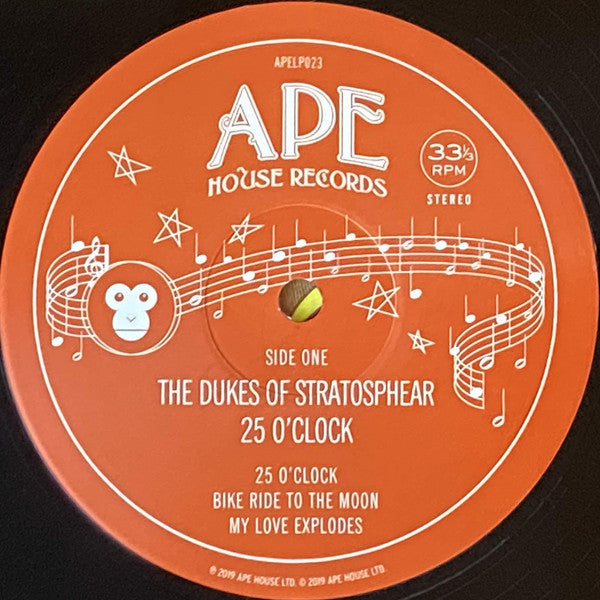 APELP023
APE
HOUSE RECORDS
33⅓
RPM
STEREO
SIDE ONE
THE DUKES OF STRATOSPHEAR
25 O'CLOCK
25 O'CLOCK
BIKE RIDE TO THE MOON
MY LOVE EXPLODES
℗ 2019 APE HOUSE LTD. © 2019 APE HOUSE LTD.